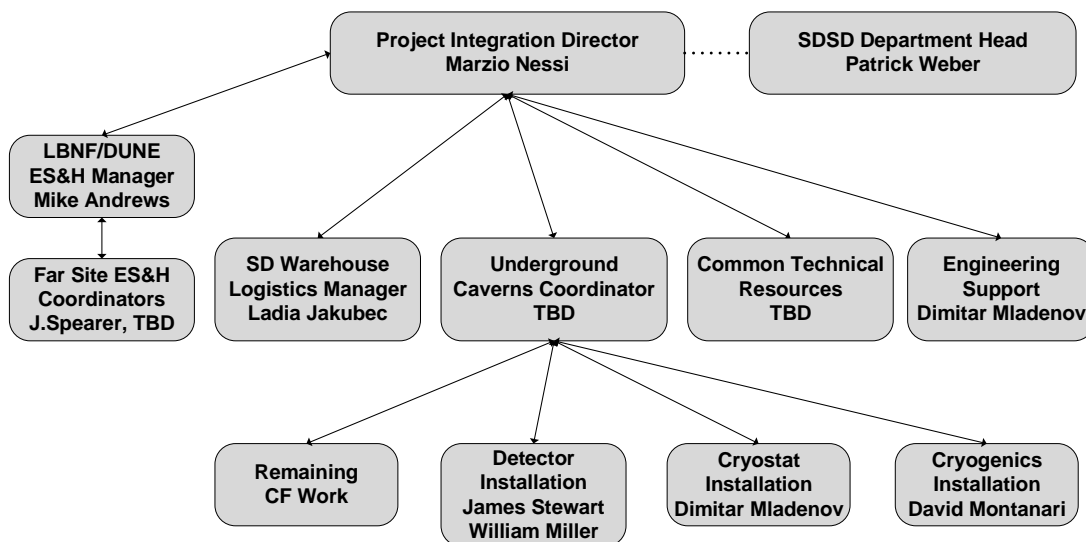 Project Integration Director
Marzio Nessi
SDSD Department Head
Patrick Weber
LBNF/DUNE
ES&H Manager
Mike Andrews
Far Site ES&H
Coordinators
J.Spearer, TBD
SD Warehouse
Logistics Manager
Ladia Jakubec
Underground
Caverns Coordinator
TBD
Common Technical
Resources
TBD
Engineering
Support
Dimitar Mladenov
Remaining
CF Work
Detector
Installation
James Stewart
William Miller
Cryostat
Installation
Dimitar Mladenov
Cryogenics
Installation
David Montanari